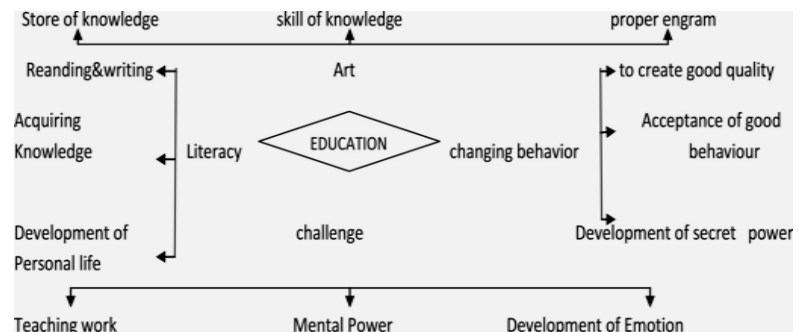 Store of knowledge skill of knowledge proper engram
Reanding&writing Art to create good quality
Acquiring Acceptance of good
Knowledge Literacy EDUCATION changing behavior behaviour
Development of challenge Development of secret power
Personal life
Teaching work Mental Power Development of Emotion